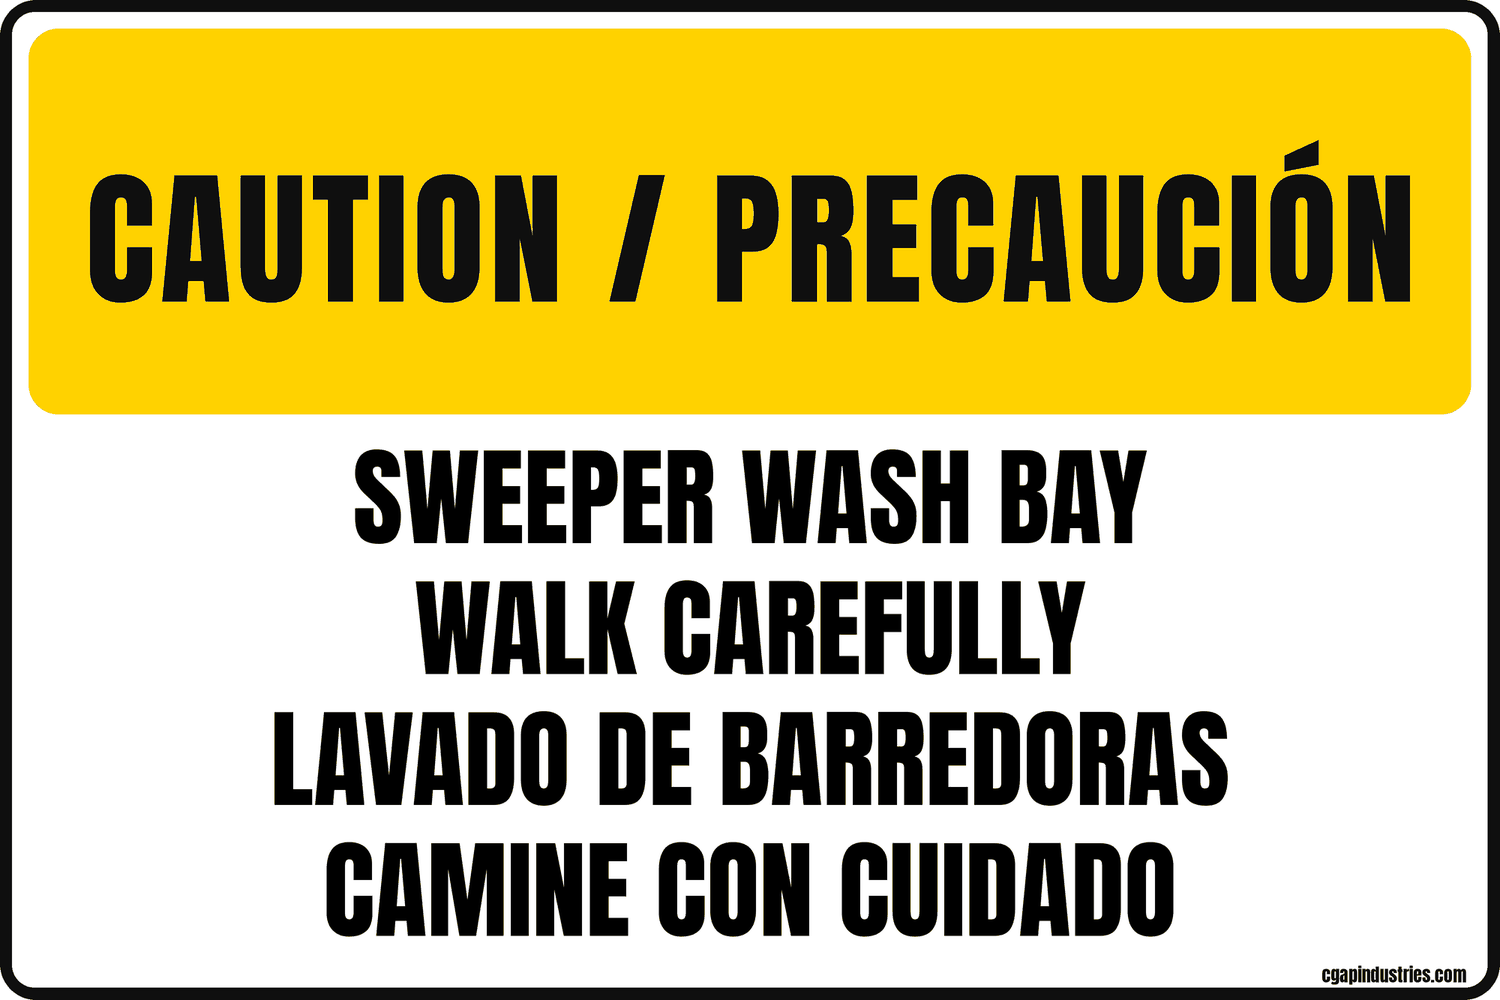 CAUTION / PRECAUCIÓN
SWEEPER WASH BAY
WALK CAREFULLY
LAVADO DE BARREDORAS
CAMINE CON CUIDADO
cgapindustries.com